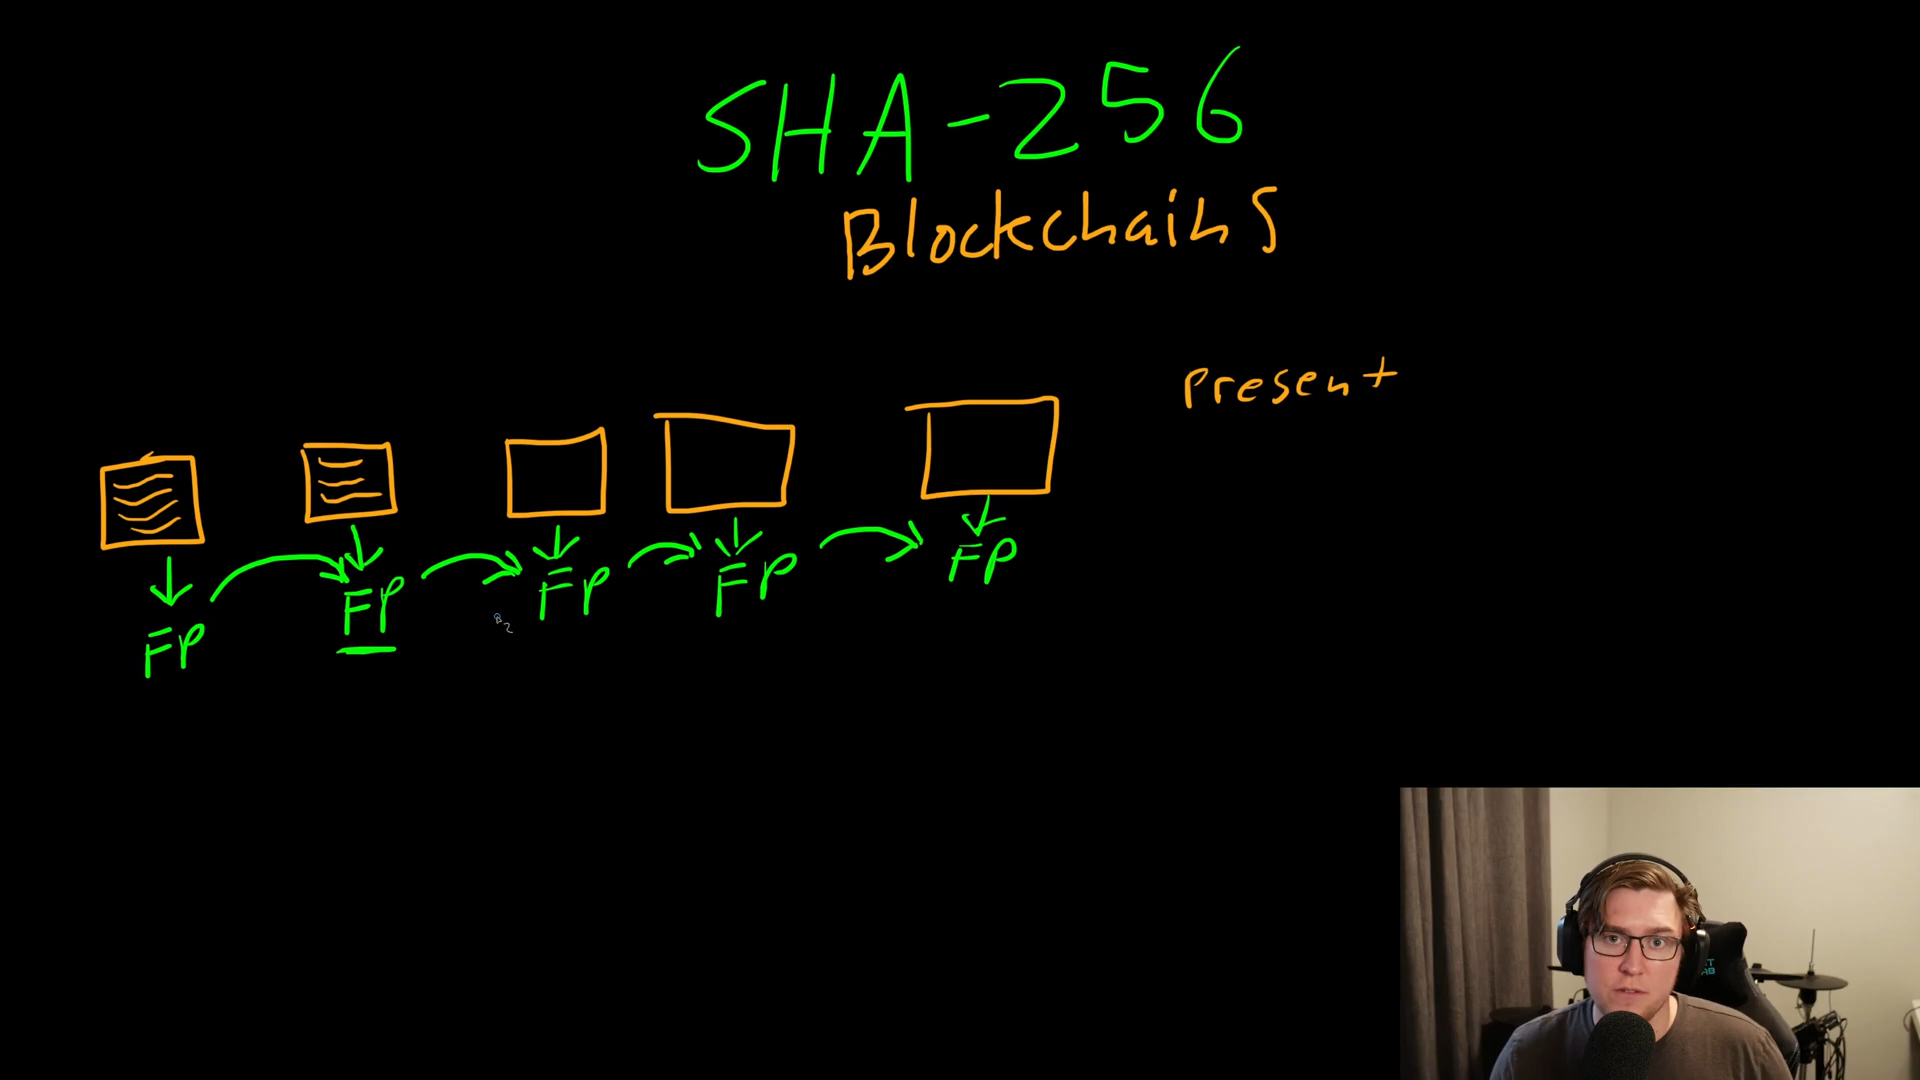 SHA-256
Blockchains
Present
FP FP FP FP FP